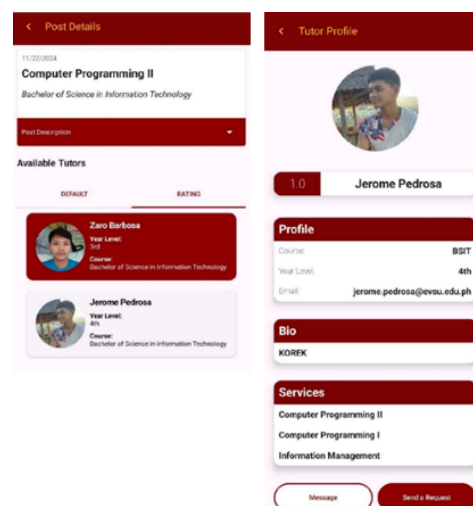 Post Details
11/22/2024
Computer Programming II
Bachelor of Science in Information Technology
Post Description
Available Tutors
DEFAULT
RATING
Zaro Barbosa
Year Level:
3rd
Course:
Bachelor of Science in Information Technology
Jerome Pedrosa
Year Level:
4th
Course:
Bachelor of Science in Information Technology
Tutor Profile
1.0
Jerome Pedrosa
Profile
Course: BSIT
Year Level: 4th
Email: jerome.pedrosa@evsu.edu.ph
Bio
KOREK
Services
Computer Programming II
Computer Programming I
Information Management
Message
Send a Request